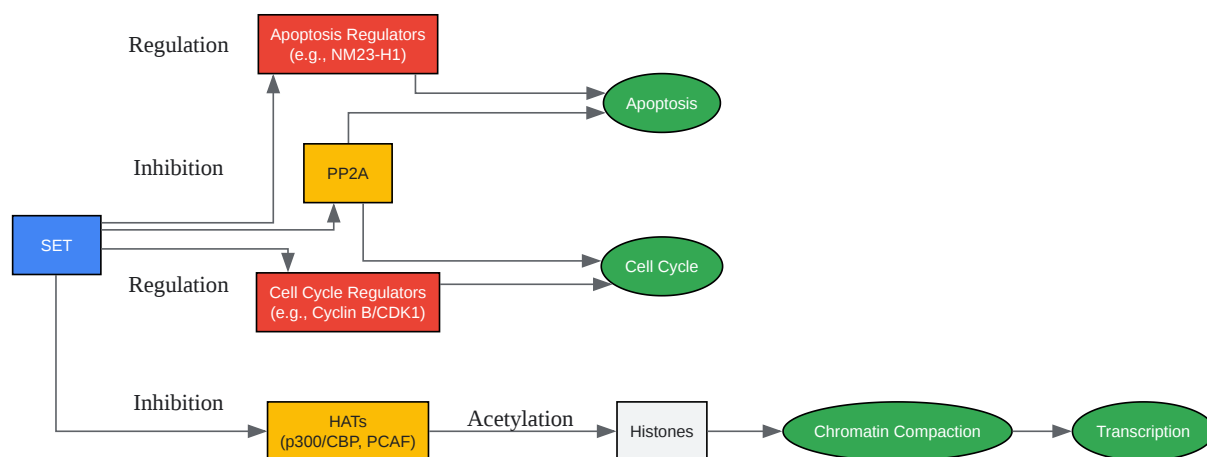 Regulation
Apoptosis Regulators
(e.g., NM23-H1)
Apoptosis
Inhibition
PP2A
SET
Cell Cycle
Regulation
Cell Cycle Regulators
(e.g., Cyclin B/CDK1)
Inhibition
HATs
(p300/CBP, PCAF)
Acetylation
Histones
Chromatin Compaction
Transcription